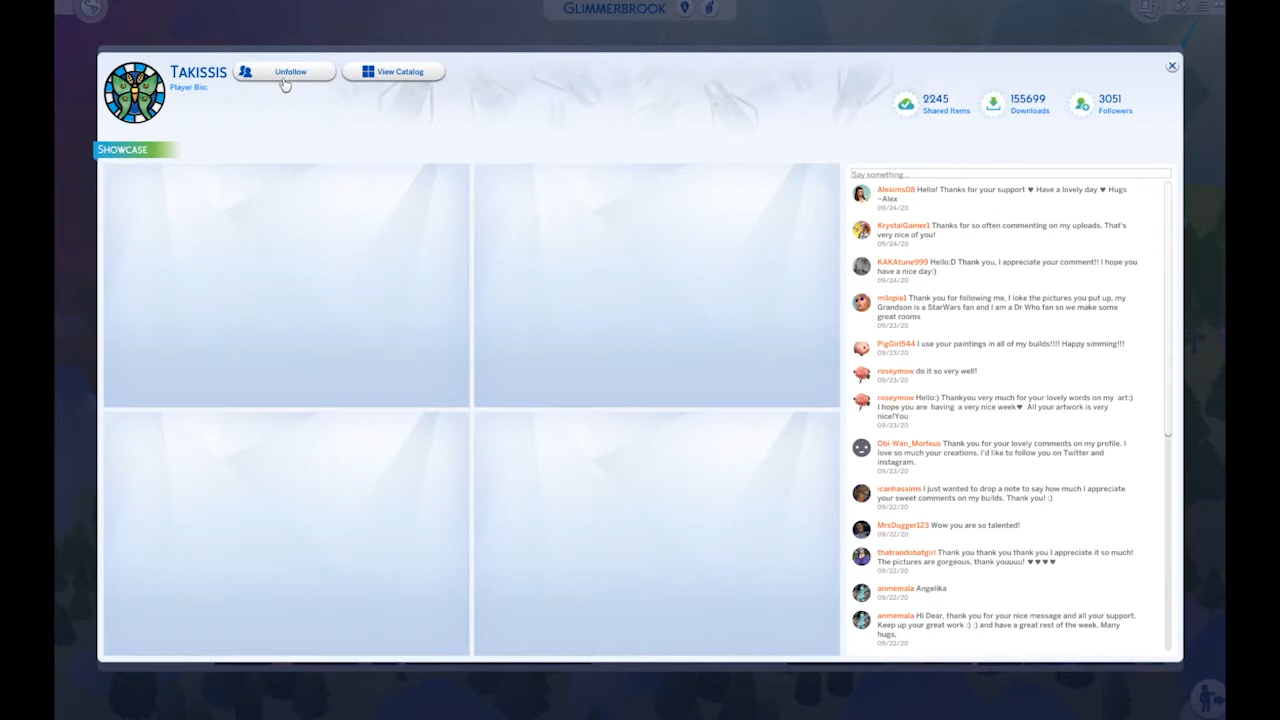 GLIMMERBROOK
TAKISSIS
Unfollow
View Catalog
Player Bio:
2245
Shared Items
155699
Downloads
3051
Followers
SHOWCASE
Say something...
Alexims08 Hello! Thanks for your support ♥ Have a lovely day ♥ Hugs
~Alex
09/24/20
KrystalGamer1 Thanks for so often commenting on my uploads. That's
very nice of you!
09/24/20
KAKAtune999 Hello:D Thank you, I appreciate your comment!! I hope you
have a nice day:)
09/24/20
milopie1 Thank you for following me, I loke the pictures you put up, my
Grandson is a StarWars fan and I am a Dr Who fan so we make some
great rooms
09/23/20
PigGirl544 I use your paintings in all of my builds!!!! Happy simming!!!
09/23/20
roseymow do it so very well!
09/23/20
roseymow Hello:) Thankyou very much for your lovely words on my art:)
I hope you are having a very nice week♥ All your artwork is very
nice!You
09/23/20
Obi-Wan_Morfeus Thank you for your lovely comments on my profile. I
love so much your creations. I'd like to follow you on Twitter and
instagram.
09/23/20
icanhassims I just wanted to drop a note to say how much I appreciate
your sweet comments on my builds. Thank you! :)
09/22/20
MrsDugger123 Wow you are so talented!
09/22/20
thatrandobatgirl Thank you thank you thank you I appreciate it so much!
The pictures are gorgeous, thank youuuu! ♥♥♥♥
09/22/20
anmemala Angelika
09/22/20
anmemala Hi Dear, thank you for your nice message and all your support.
Keep up your great work :) :) and have a great rest of the week. Many
hugs,
09/22/20